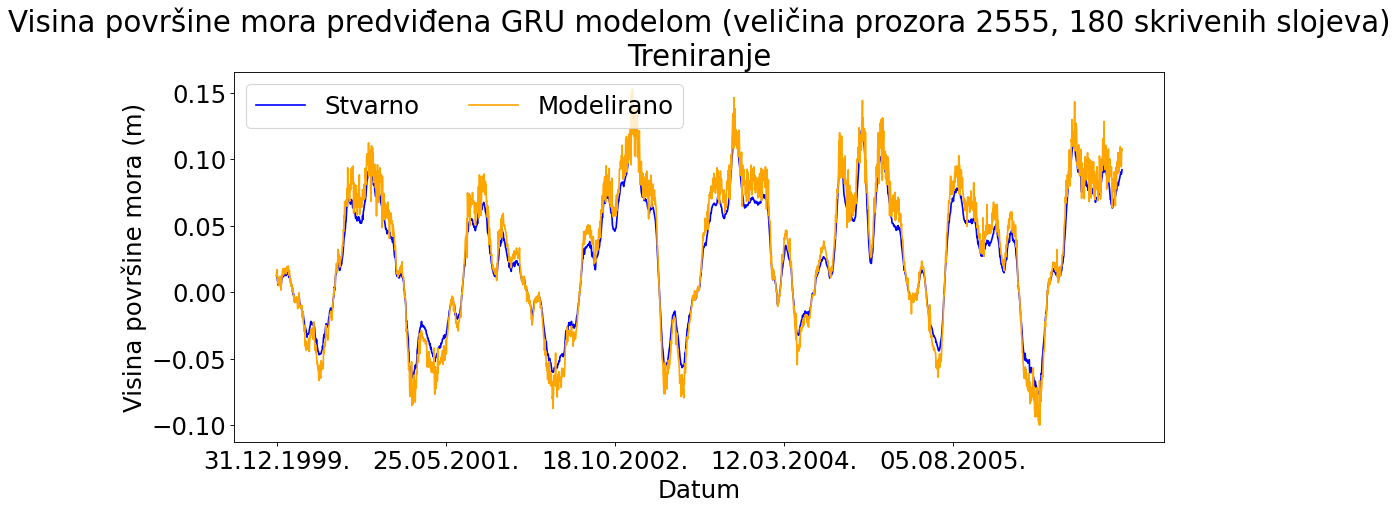 Visina površine mora predviđena GRU modelom (veličina prozora 2555, 180 skrivenih slojeva)
Treniranje
Stvarno Modelirano
Visina površine mora (m)
0.15
0.10
0.05
0.00
−0.05
−0.10
31.12.1999. 25.05.2001. 18.10.2002. 12.03.2004. 05.08.2005.
Datum